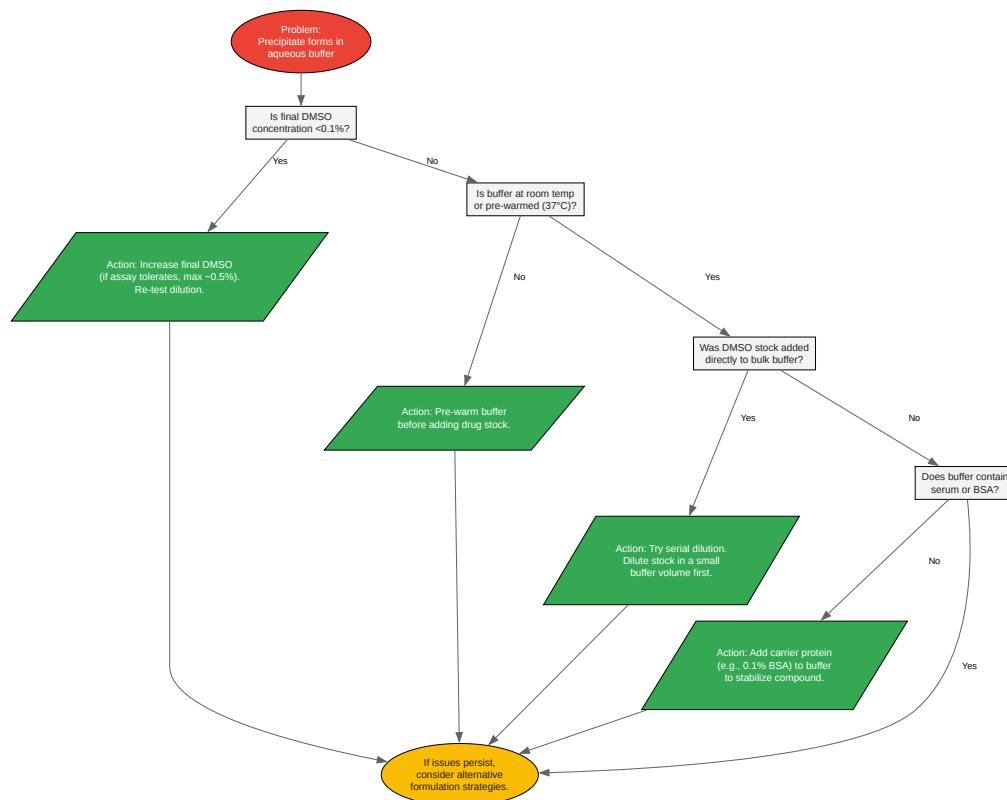 Problem:
Precipitate forms in
aqueous buffer
Is final DMSO
concentration <0.1%?
Yes
No
Is buffer at room temp
or pre-warmed (37°C)?
Action: Increase final DMSO
(if assay tolerates, max ~0.5%).
Re-test dilution.
No
Yes
Was DMSO stock added
directly to bulk buffer?
Action: Pre-warm buffer
before adding drug stock.
Yes
No
Does buffer contain
serum or BSA?
Action: Try serial dilution.
Dilute stock in a small
buffer volume first.
No
Action: Add carrier protein
(e.g., 0.1% BSA) to buffer
to stabilize compound.
Yes
If issues persist,
consider alternative
formulation strategies.